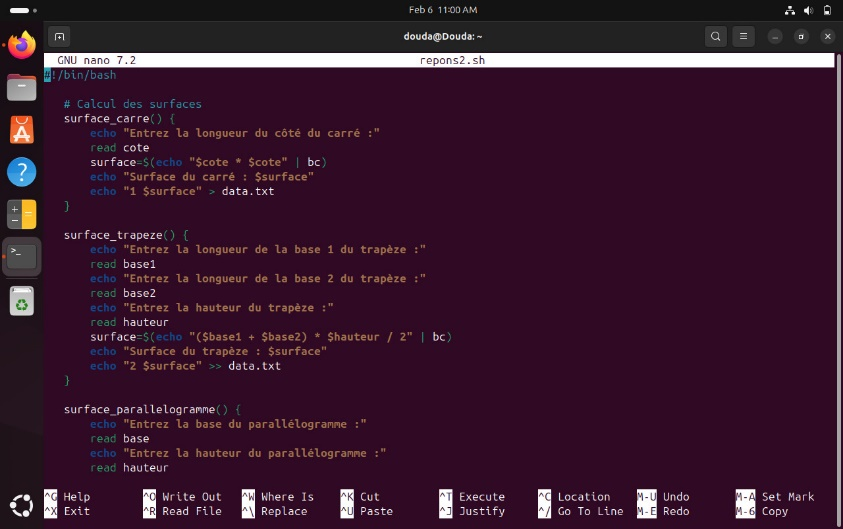 Feb 6 11:00 AM
douda@Douda: ~
GNU nano 7.2 repons2.sh
#!/bin/bash
# Calcul des surfaces
surface_carre() {
echo "Entrez la longueur du côté du carré :"
read cote
surface=$(echo "$cote * $cote" | bc)
echo "Surface du carré : $surface"
echo "1 $surface" > data.txt
}
surface_trapeze() {
echo "Entrez la longueur de la base 1 du trapèze :"
read base1
echo "Entrez la longueur de la base 2 du trapèze :"
read base2
echo "Entrez la hauteur du trapèze :"
read hauteur
surface=$(echo "($base1 + $base2) * $hauteur / 2" | bc)
echo "Surface du trapèze : $surface"
echo "2 $surface" >> data.txt
}
surface_parallelogramme() {
echo "Entrez la base du parallélogramme :"
read base
echo "Entrez la hauteur du parallélogramme :"
read hauteur
^G Help ^O Write Out ^W Where Is ^K Cut ^T Execute ^C Location M-U Undo M-A Set Mark
^X Exit ^R Read File ^\ Replace ^U Paste ^J Justify ^/ Go To Line M-E Redo M-6 Copy